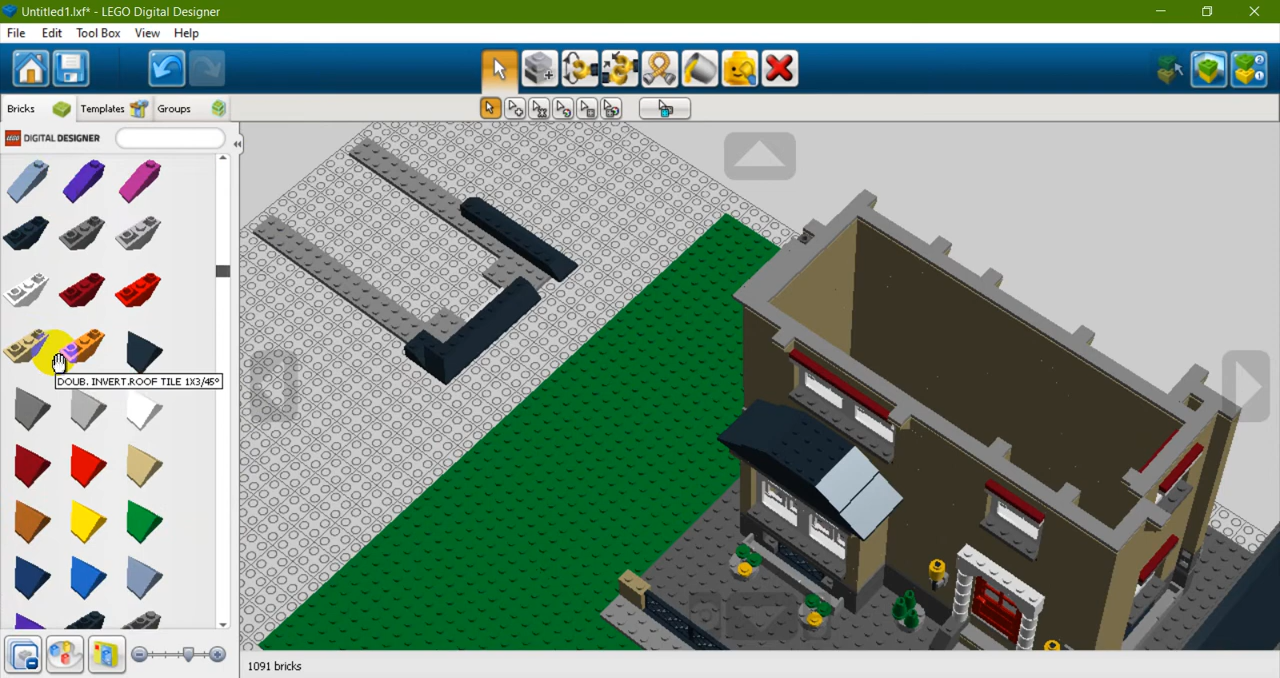 Untitled1.lxf* - LEGO Digital Designer
File Edit Tool Box View Help
Bricks Templates Groups
LEGO DIGITAL DESIGNER
DOUB. INVERT.ROOF TILE 1X3/45°
1091 bricks